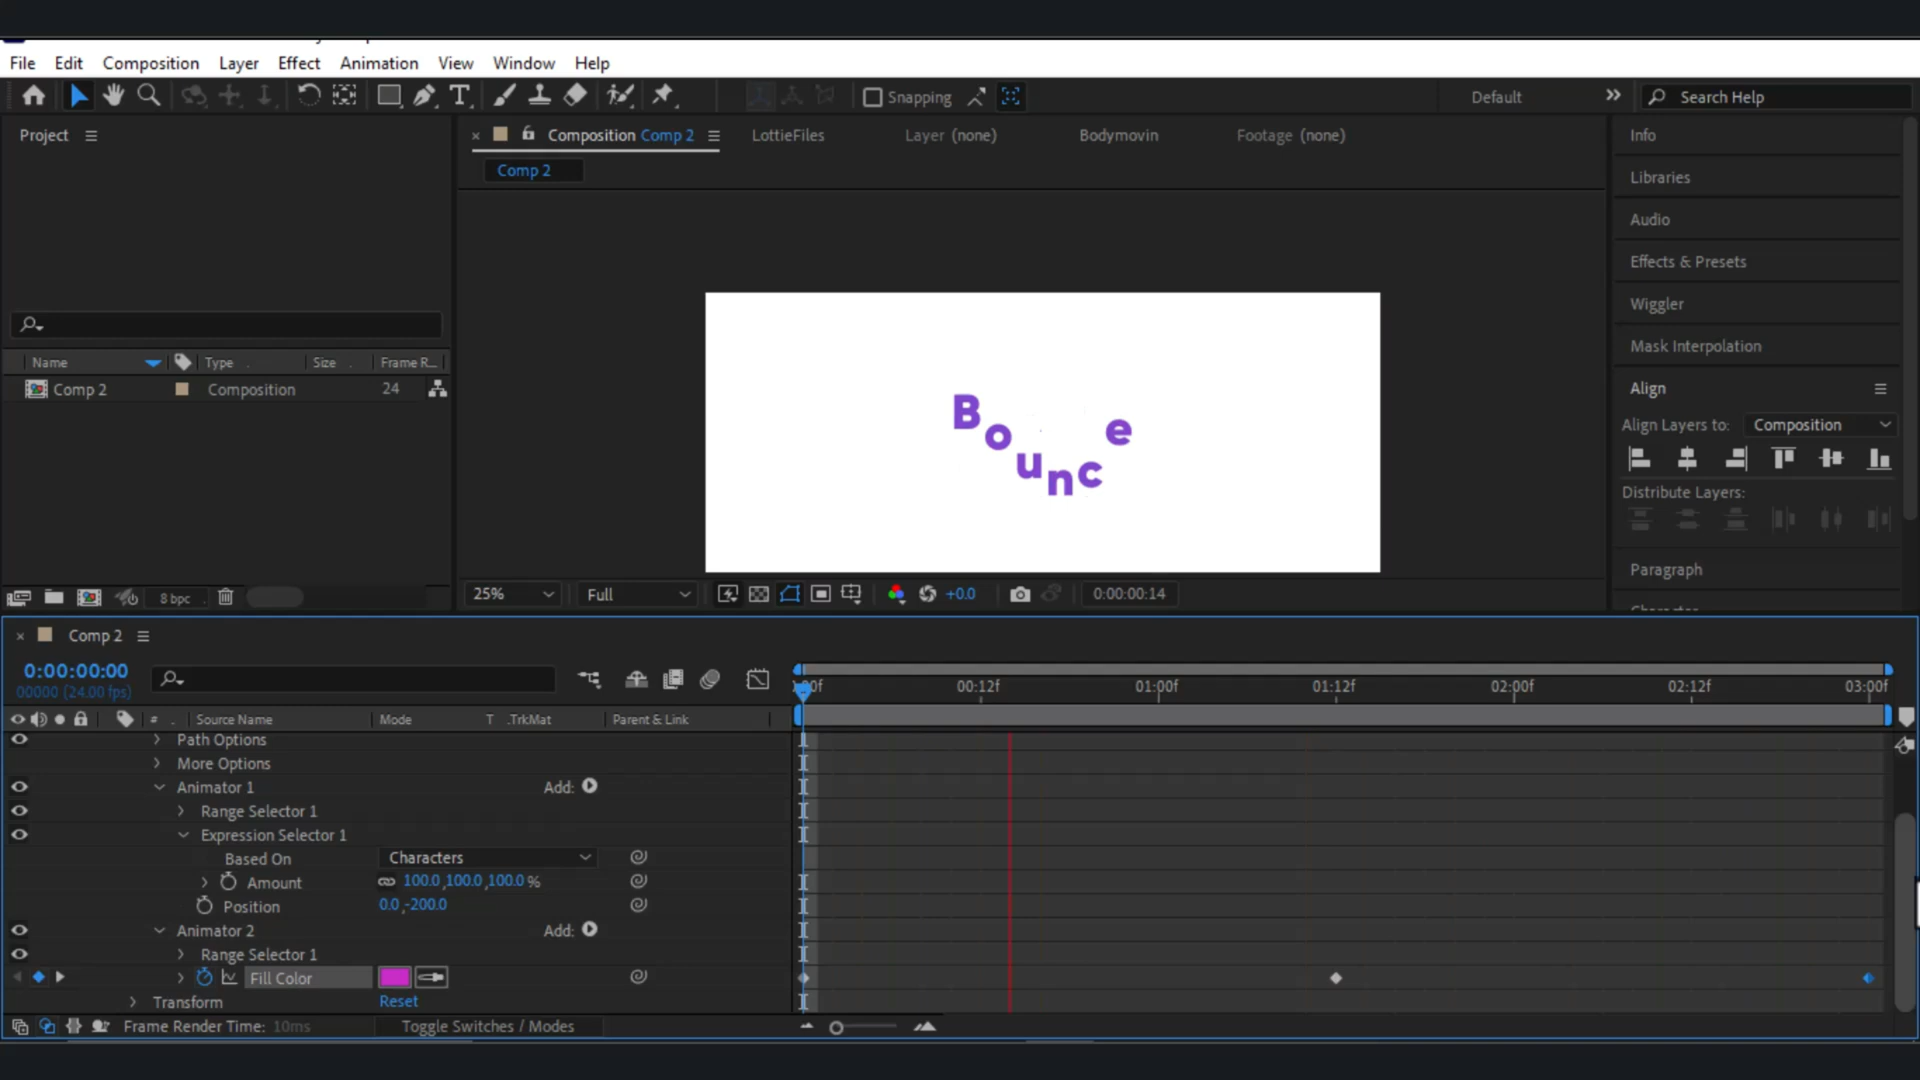 File Edit Composition Layer Effect Animation View Window Help
Snapping Default Search Help
Project
Composition Comp 2 LottieFiles Layer (none) Bodymovin Footage (none)
Comp 2
Name Type Size Frame R...
Comp 2 Composition 24
B o u n c e
Info
Libraries
Audio
Effects & Presets
Wiggler
Mask Interpolation
Align
Align Layers to: Composition
Distribute Layers:
Paragraph
8 bpc
25% Full +0.0 0:00:00:14
Comp 2
0:00:00:00
00000 (24.00 fps)
00:12f 01:00f 01:12f 02:00f 02:12f 03:00f
# Source Name Mode T .TrkMat Parent & Link
Path Options
More Options
Animator 1 Add:
Range Selector 1
Expression Selector 1
Based On Characters
Amount 100.0,100.0,100.0%
Position 0.0,-200.0
Animator 2 Add:
Range Selector 1
Fill Color
Transform Reset
Frame Render Time: 10ms Toggle Switches / Modes